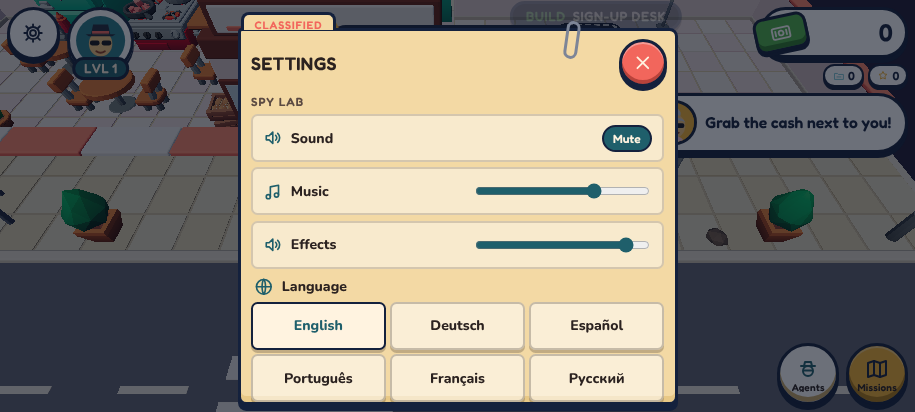 CLASSIFIED
BUILD SIGN-UP DESK
LVL 1
0
0 0
Grab the cash next to you!
SETTINGS
SPY LAB
Sound
Mute
Music
Effects
Language
English Deutsch Español
Português Français Русский
Agents
Missions